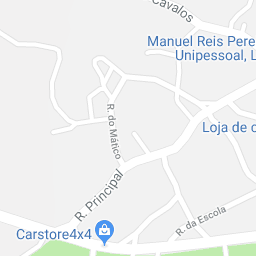 Cavalos
Manuel Reis Pere
Unipessoal, L
R. do Mático
Loja de
R. Principal
R. da Escola
Carstore4x4